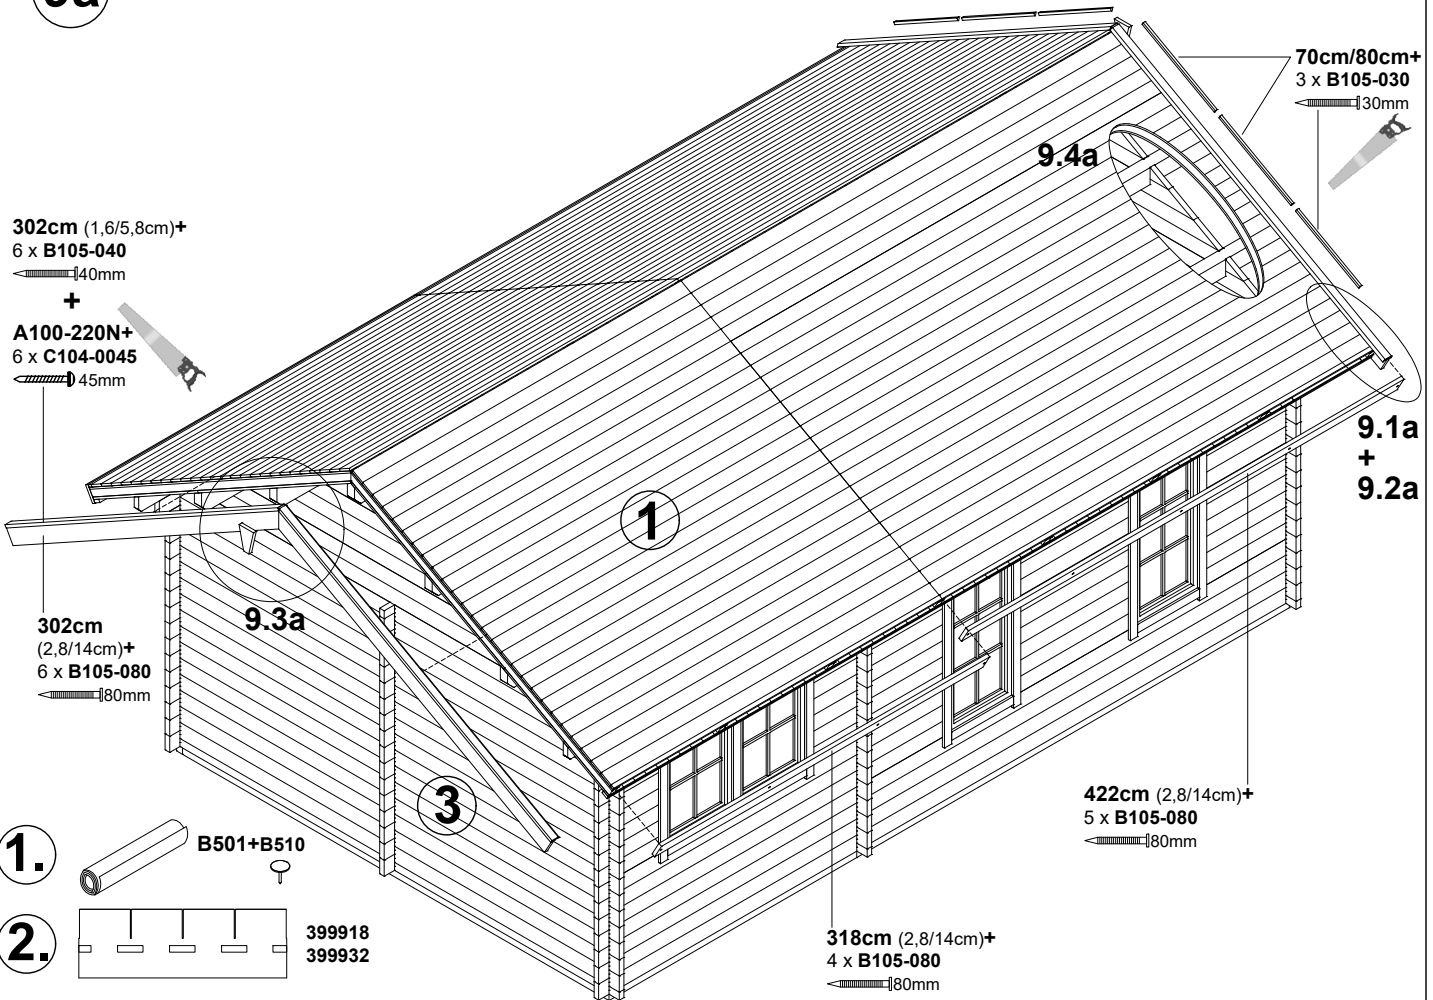 9a
70cm/80cm+
3 x B105-030
30mm
9.4a
302cm (1,6/5,8cm)+
6 x B105-040
40mm
+
A100-220N+
6 x C104-0045
45mm
9.1a
+
9.2a
1
9.3a
302cm
(2,8/14cm)+
6 x B105-080
80mm
3
422cm (2,8/14cm)+
5 x B105-080
80mm
1.
B501+B510
2.
399918
399932
318cm (2,8/14cm)+
4 x B105-080
80mm